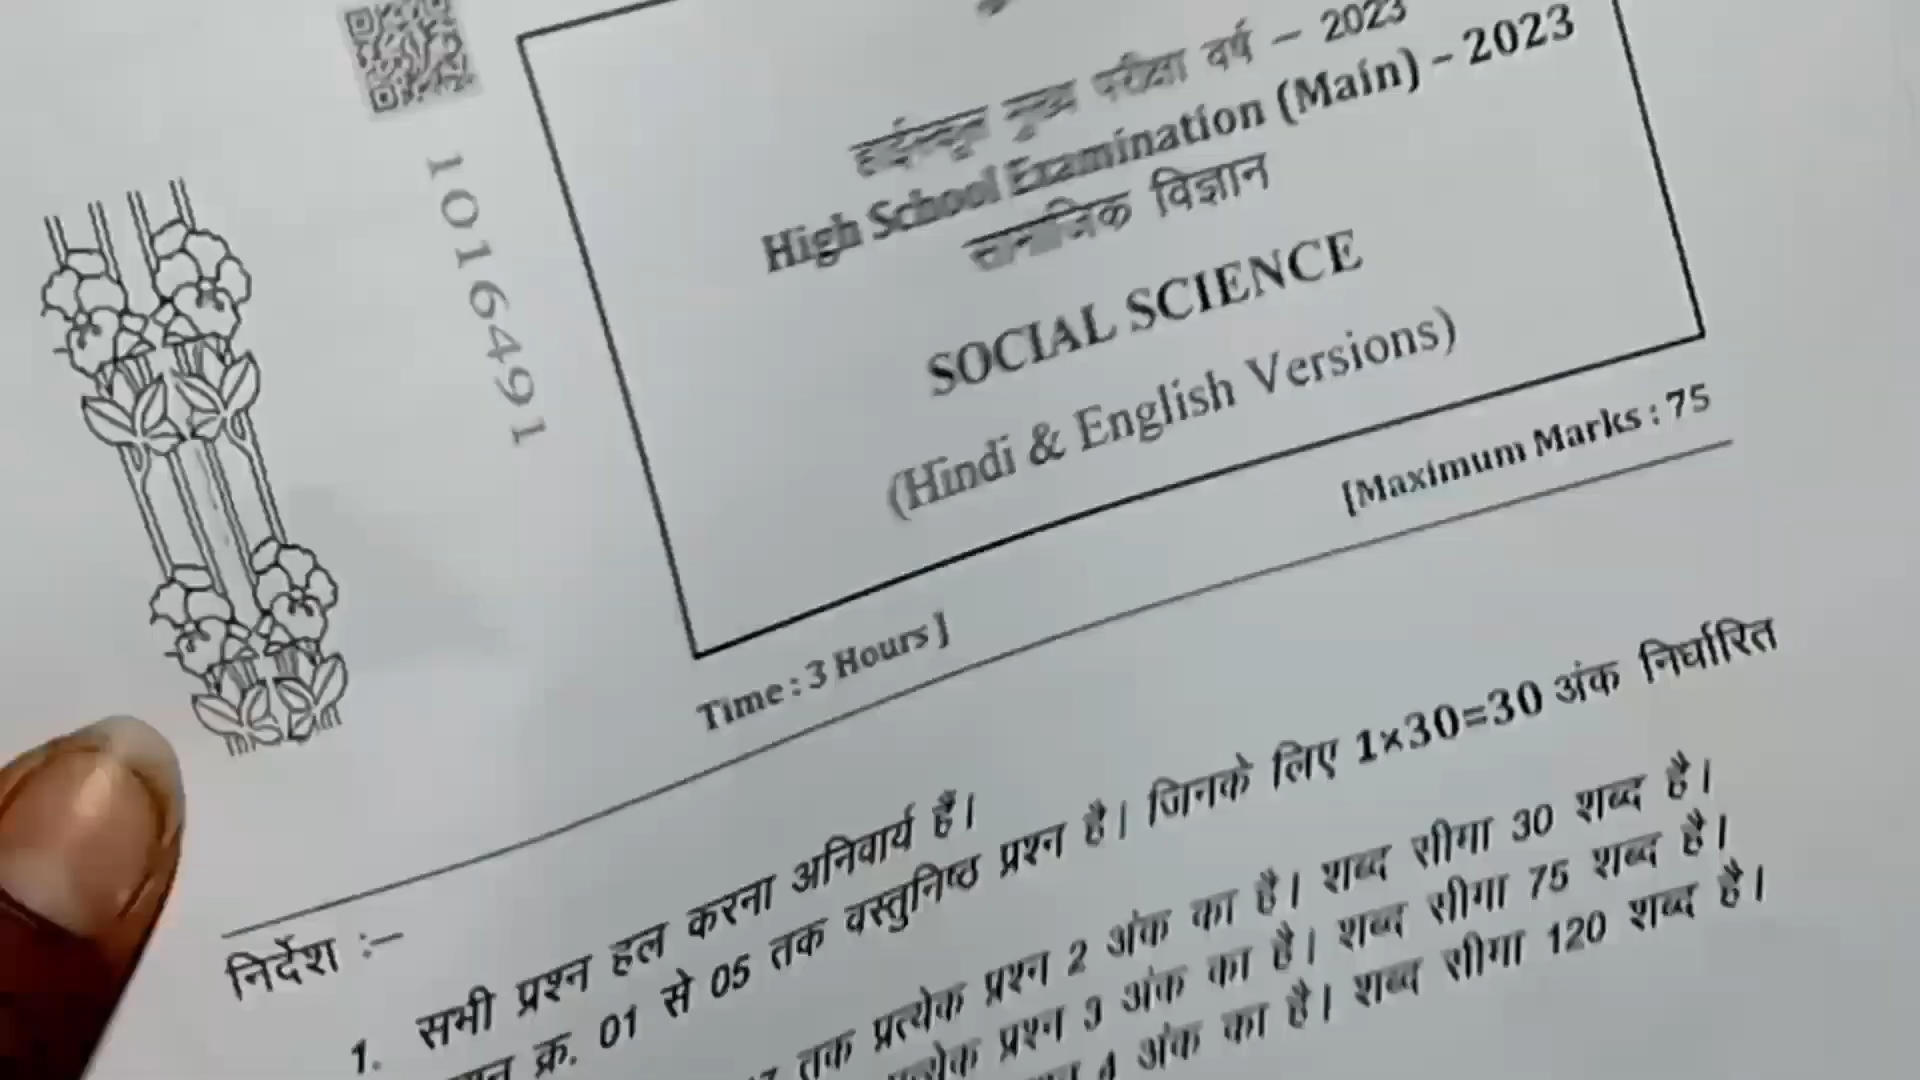 हाईस्कूल मुख्य परीक्षा वर्ष – 2023
High School Examination (Main) – 2023
सामाजिक विज्ञान
SOCIAL SCIENCE
(Hindi & English Versions)
1016491
Time : 3 Hours ]
[Maximum Marks : 75
निर्देश :–
1. सभी प्रश्न हल करना अनिवार्य हैं।
क्र. 01 से 05 तक वस्तुनिष्ठ प्रश्न है। जिनके लिए 1×30=30 अंक निर्धारित
तक प्रत्येक प्रश्न 2 अंक का है। शब्द सीमा 30 शब्द है।
प्रश्न 3 अंक का है। शब्द सीमा 75 शब्द है।
4 अंक का है। शब्द सीमा 120 शब्द है।